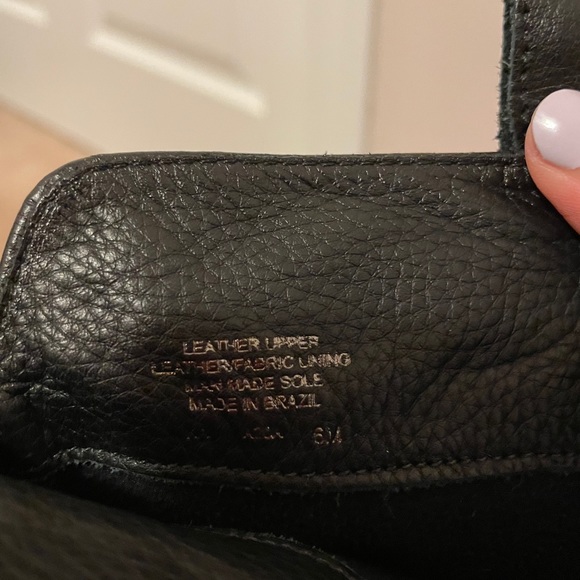 LEATHER UPPER
LEATHER/FABRIC LINING
MAN MADE SOLE
MADE IN BRAZIL
6M